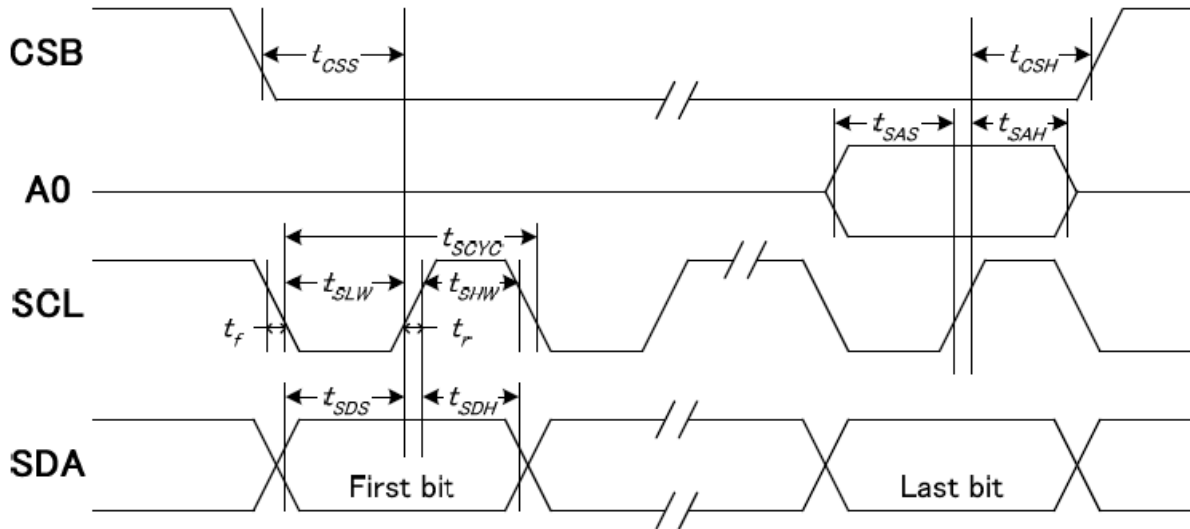 CSB
tCSS
tCSH
tSAS
tSAH
A0
tSCYC
tSLW
tSHW
SCL
tf
tr
tSDS
tSDH
SDA
First bit
Last bit